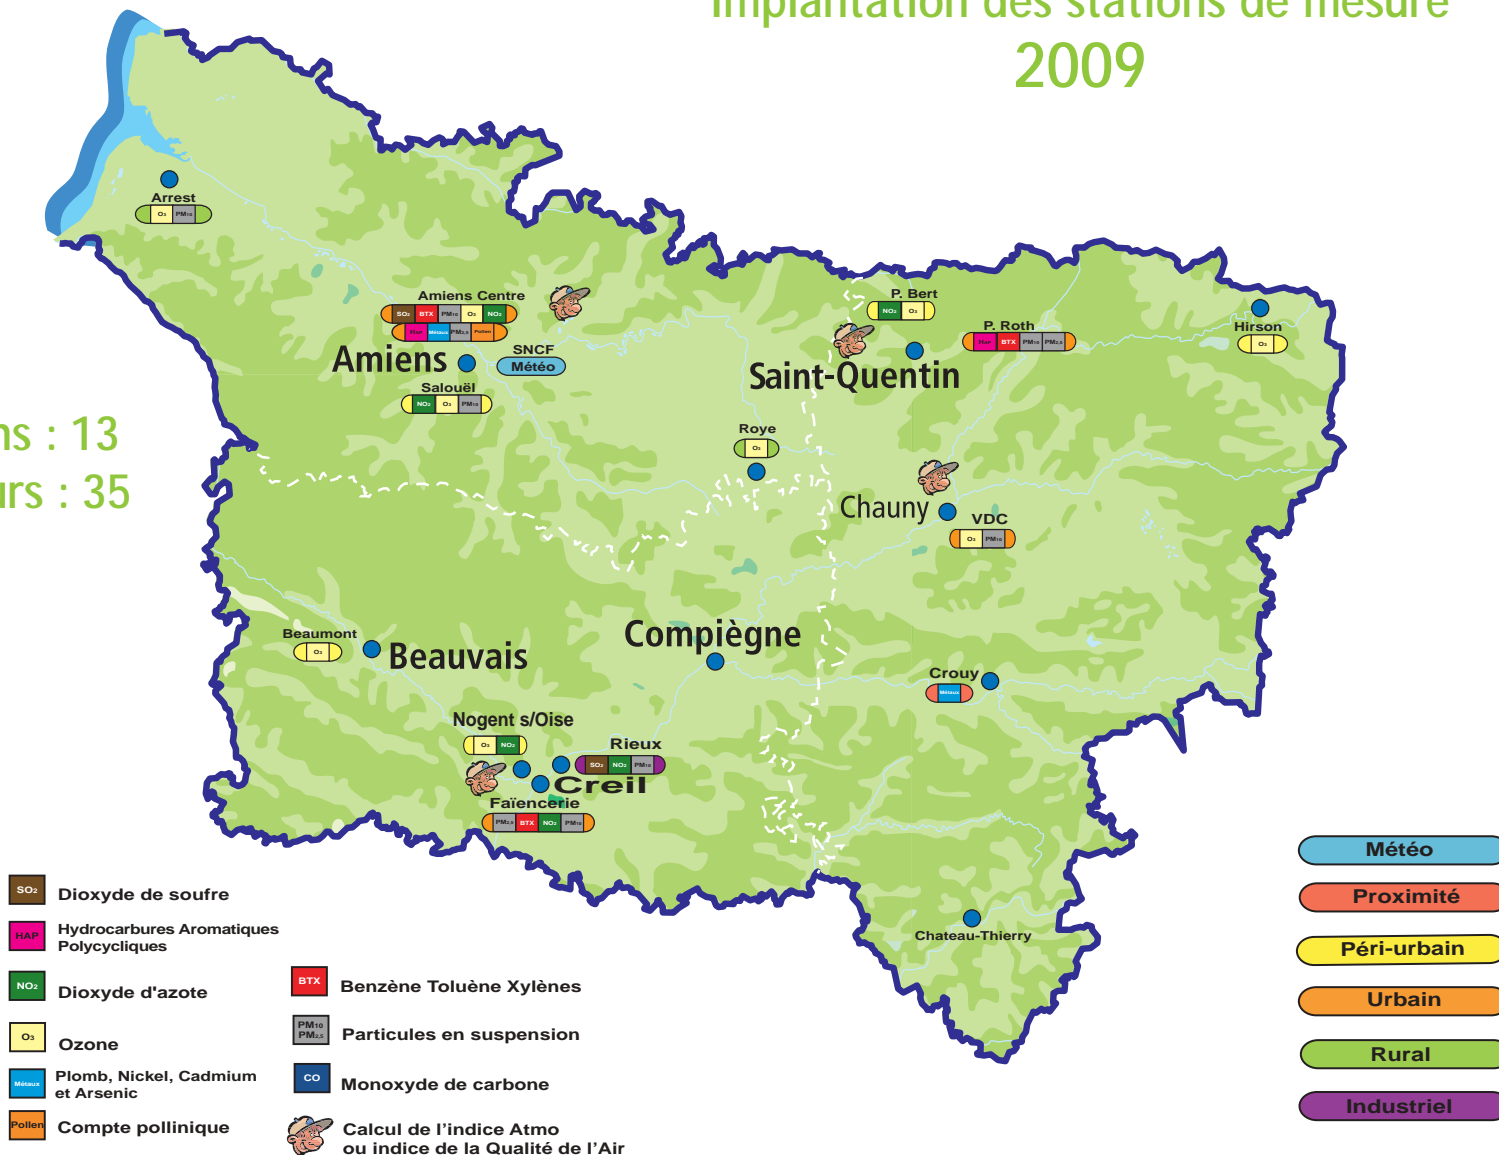 Implantation des stations de mesure
2009
ns : 13
urs : 35
Arrest
O3 PM10
Amiens Centre
SO2 BTX PM10 O3 NO2
HAP Métaux PM2,5 Pollen
Amiens
SNCF
Météo
Salouël
NO2 O3 PM10
P. Bert
NO2 O3
P. Roth
HAP BTX PM10 PM2,5
Saint-Quentin
Hirson
O3
Roye
O3
Chauny
VDC
O3 PM10
Beaumont
O3
Beauvais
Compiègne
Crouy
Métaux
Nogent s/Oise
O3 NO2
Rieux
SO2 NO2 PM10
Creil
Faïencerie
PM2,5 BTX NO2 PM10
Chateau-Thierry
SO2 Dioxyde de soufre
HAP Hydrocarbures Aromatiques
Polycycliques
NO2 Dioxyde d'azote
O3 Ozone
Métaux Plomb, Nickel, Cadmium
et Arsenic
Pollen Compte pollinique
BTX Benzène Toluène Xylènes
PM10
PM2,5 Particules en suspension
CO Monoxyde de carbone
Calcul de l'indice Atmo
ou indice de la Qualité de l'Air
Météo
Proximité
Péri-urbain
Urbain
Rural
Industriel